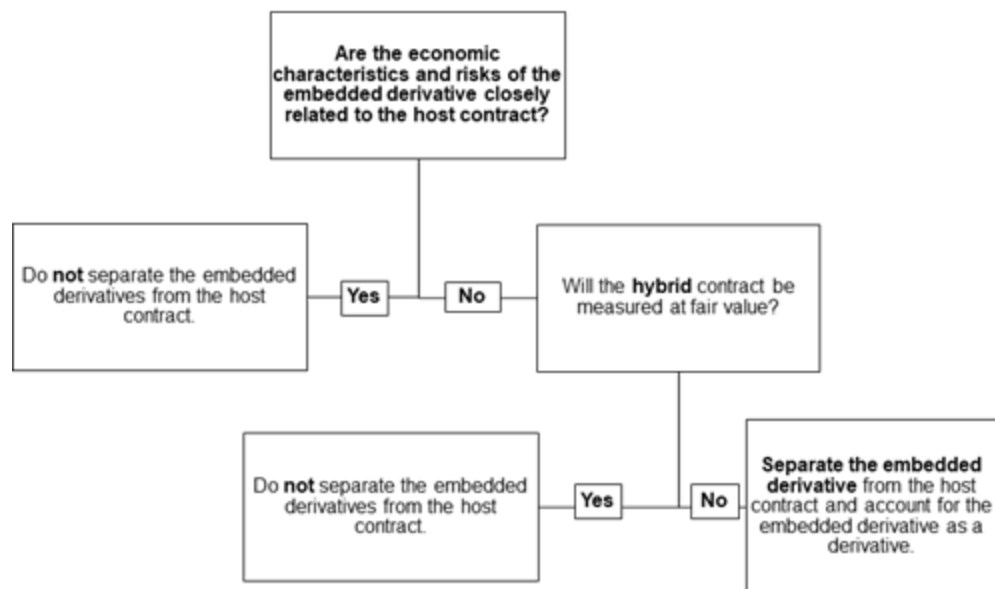 Are the economic
characteristics and risks of the
embedded derivative closely
related to the host contract?
Do not separate the embedded
derivatives from the host
contract.
Yes
No
Will the hybrid contract be
measured at fair value?
Do not separate the embedded
derivatives from the host
contract.
Yes
No
Separate the embedded
derivative from the host
contract and account for the
embedded derivative as a
derivative.